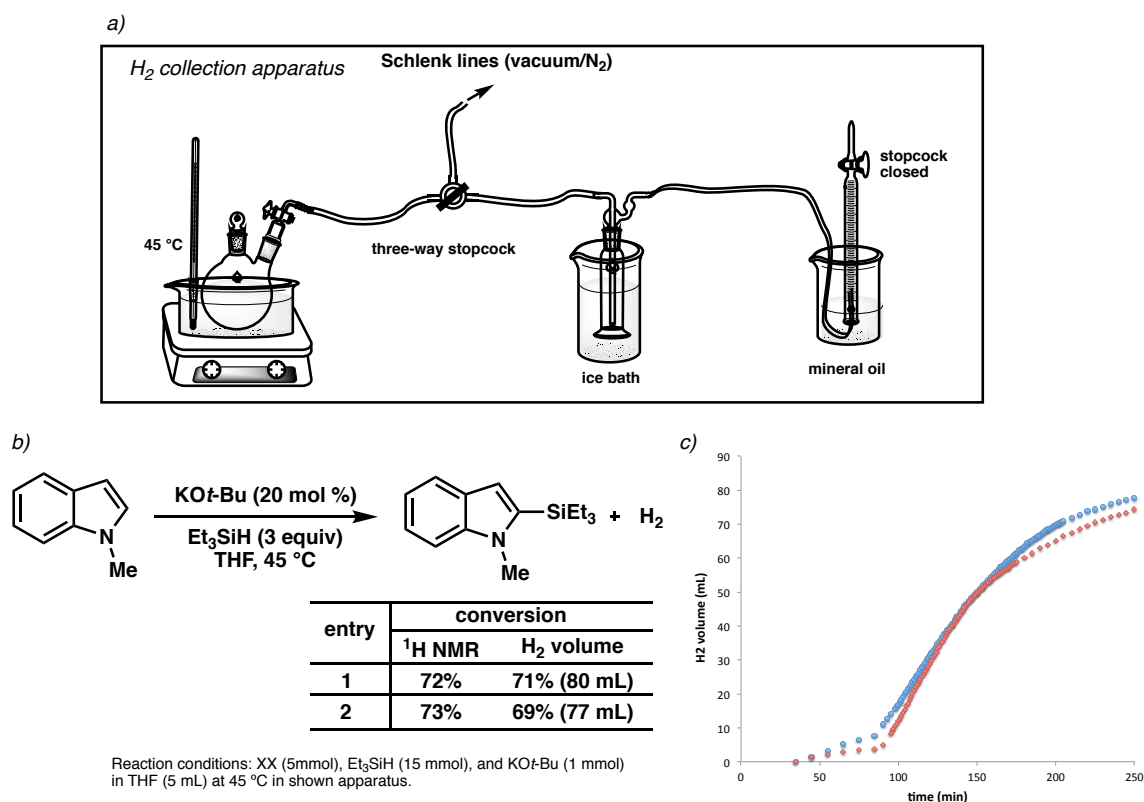 a)
H2 collection apparatus
Schlenk lines (vacuum/N2)
stopcock
closed
45 °C
three-way stopcock
ice bath
mineral oil
b)
KOt-Bu (20 mol %)
Et3SiH (3 equiv)
THF, 45 °C
N
Me
N
Me
SiEt3 + H2
entry conversion
1H NMR H2 volume
1 72% 71% (80 mL)
2 73% 69% (77 mL)
Reaction conditions: XX (5mmol), Et3SiH (15 mmol), and KOt-Bu (1 mmol)
in THF (5 mL) at 45 ºC in shown apparatus.
c)
H2 volume (mL)
90
80
70
60
50
40
30
20
10
0
0 50 100 150 200 250
time (min)